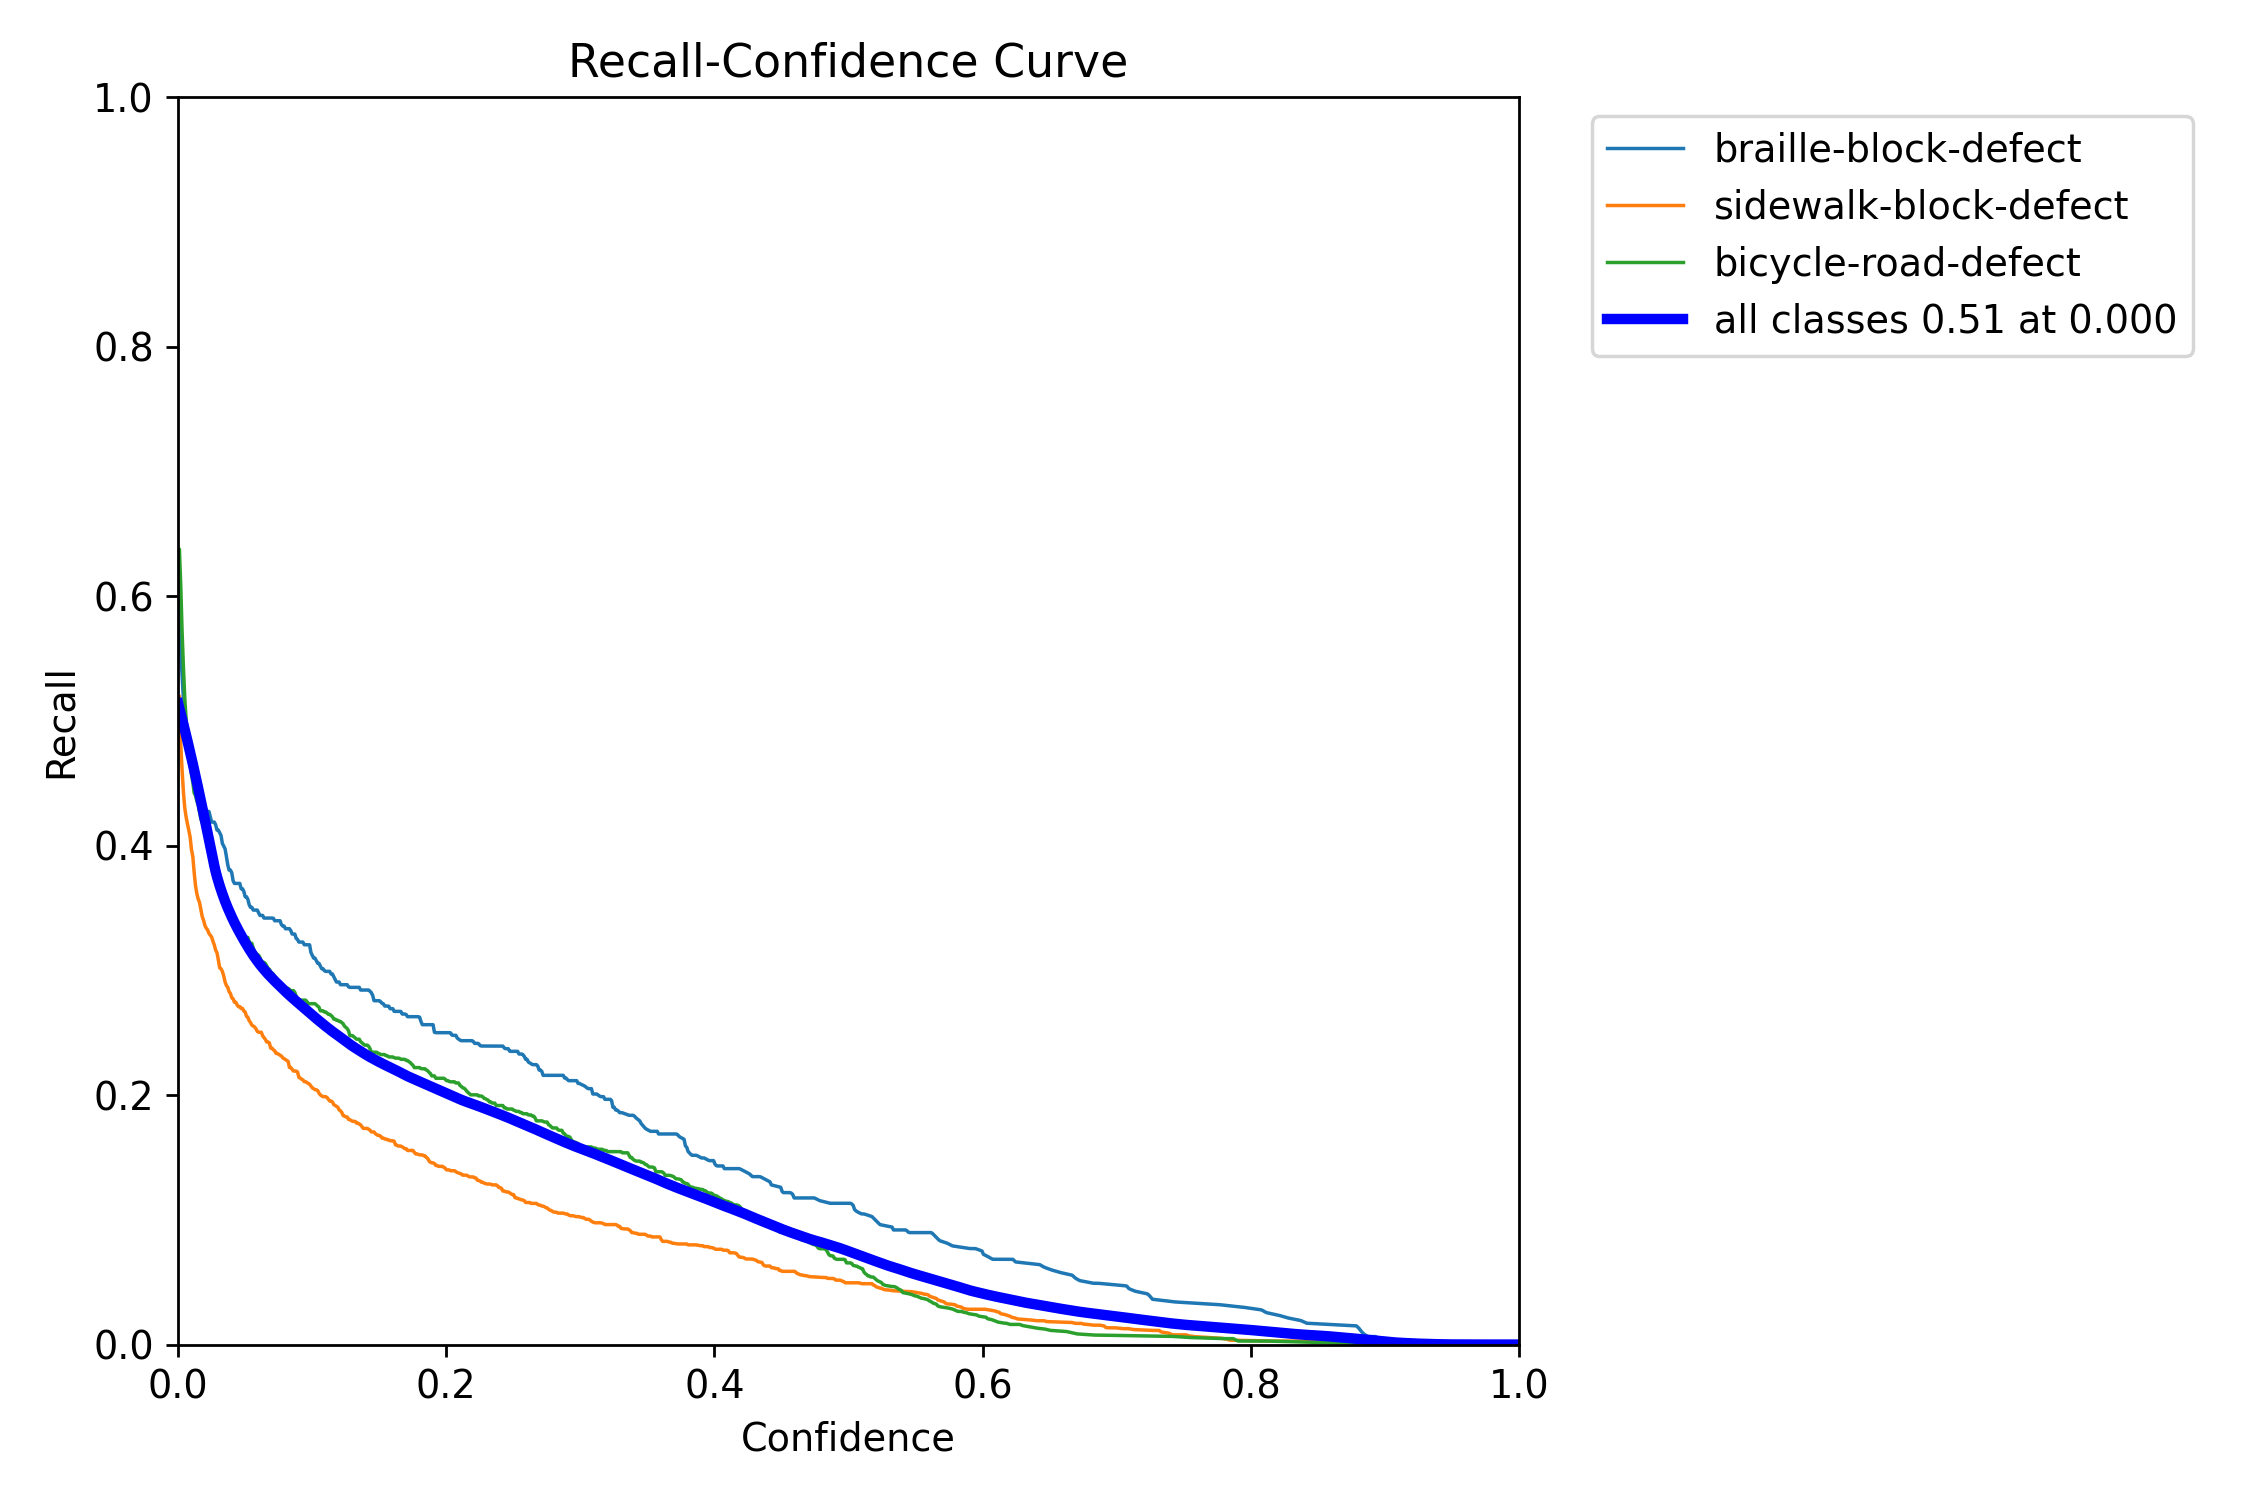 Recall-Confidence Curve
1.0
0.8
0.6
0.4
0.2
0.0
Recall
0.0 0.2 0.4 0.6 0.8 1.0
Confidence
braille-block-defect
sidewalk-block-defect
bicycle-road-defect
all classes 0.51 at 0.000